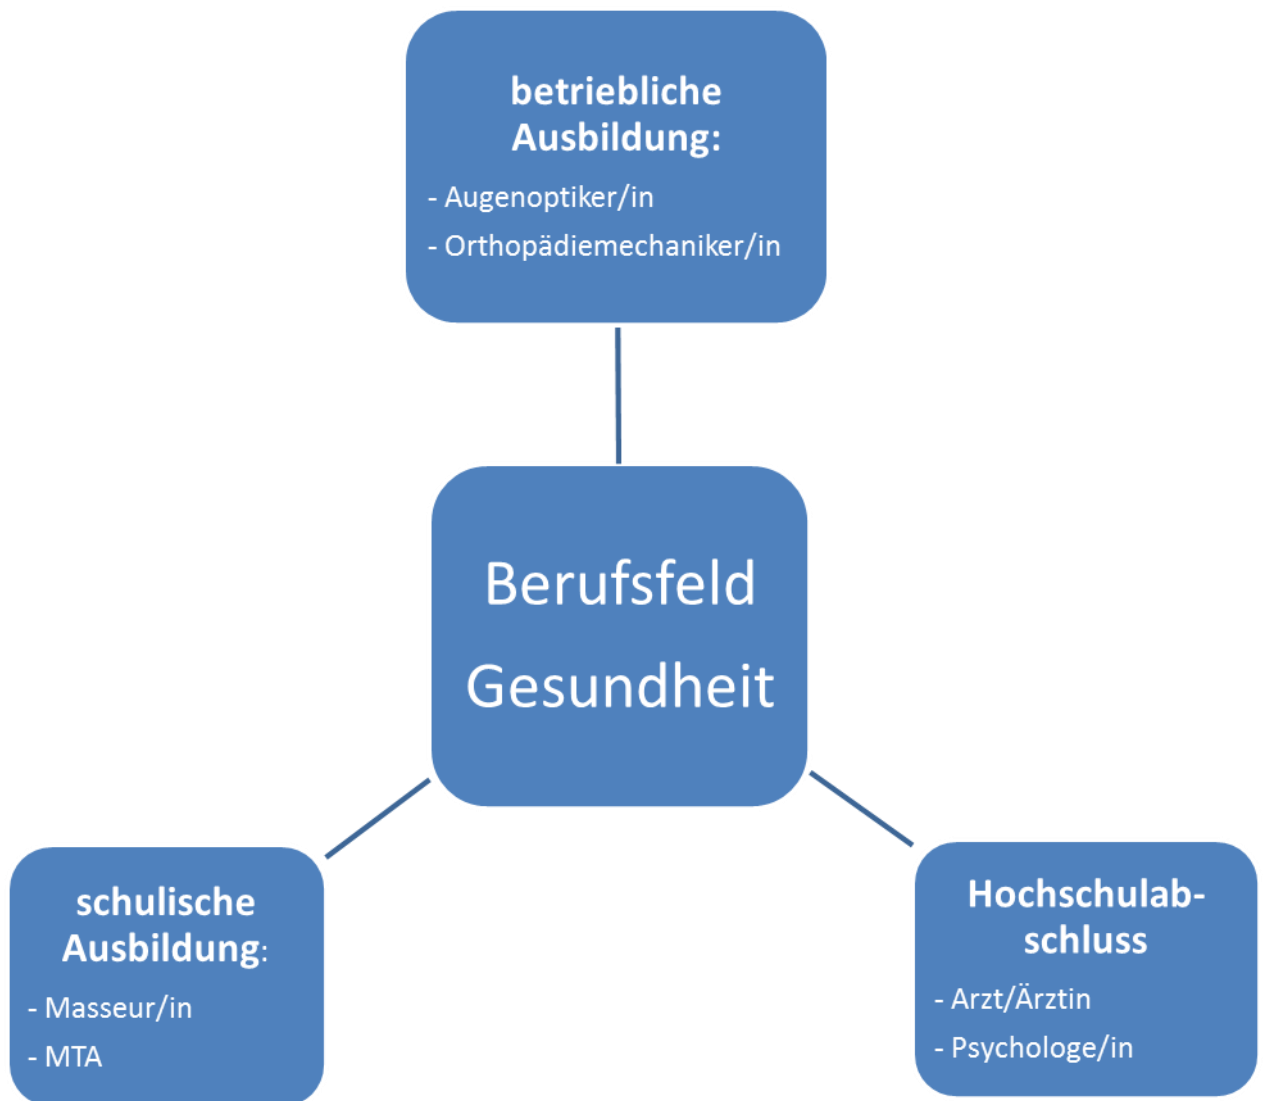 betriebliche
Ausbildung:
- Augenoptiker/in
- Orthopädiemechaniker/in
Berufsfeld
Gesundheit
schulische
Ausbildung:
- Masseur/in
- MTA
Hochschulab-
schluss
- Arzt/Ärztin
- Psychologe/in